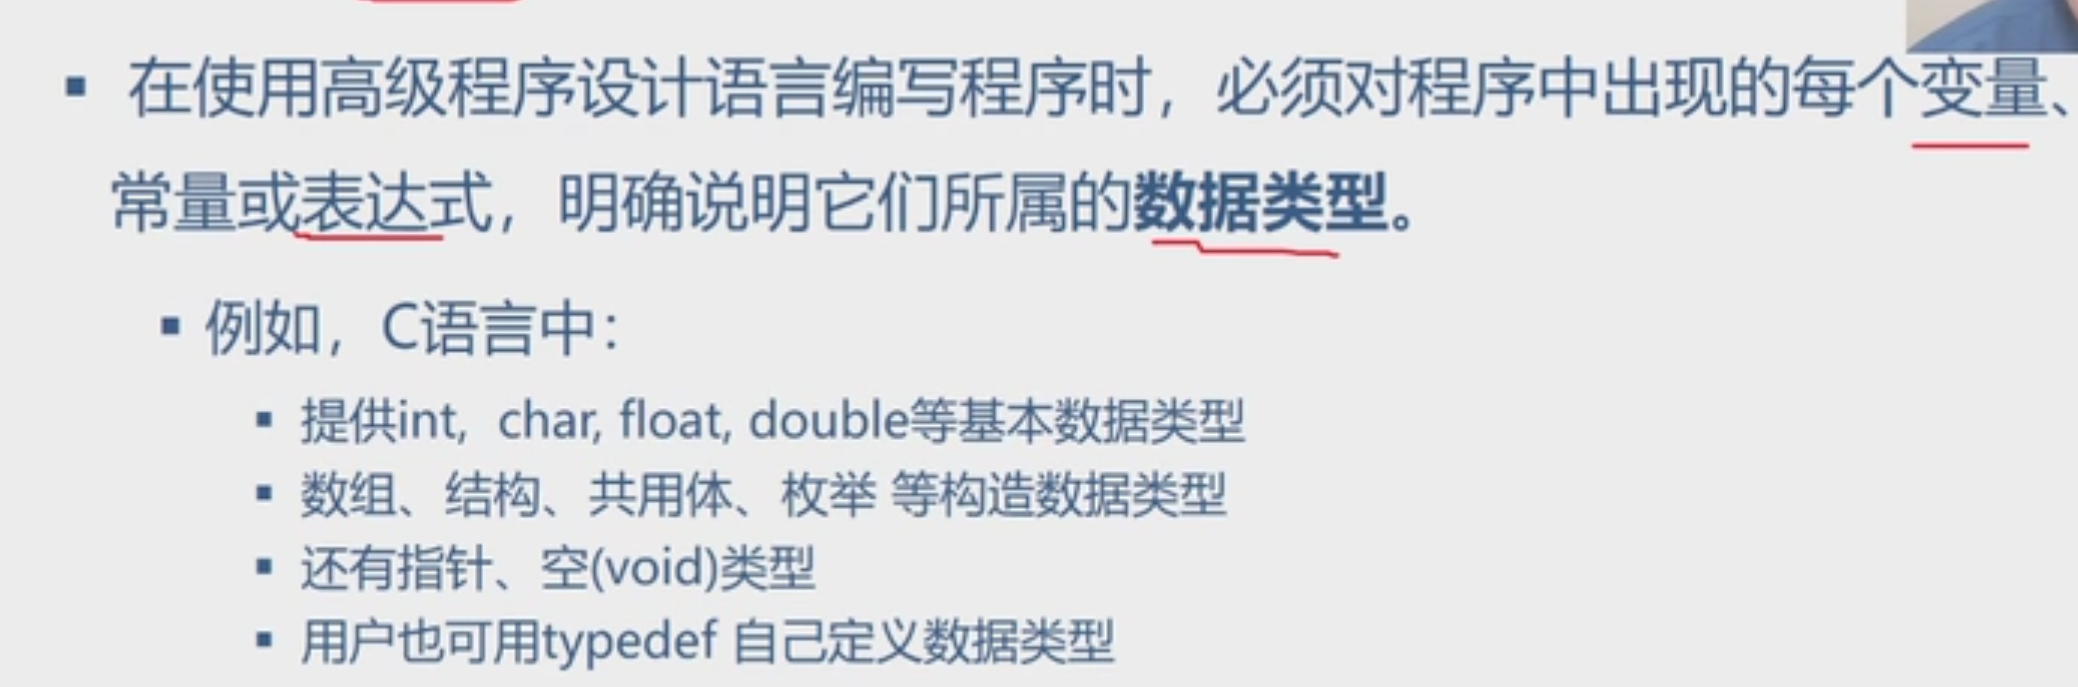 ▪ 在使用高级程序设计语言编写程序时，必须对程序中出现的每个变量、
常量或表达式，明确说明它们所属的数据类型。
▪ 例如，C语言中：
▪ 提供int, char, float, double等基本数据类型
▪ 数组、结构、共用体、枚举 等构造数据类型
▪ 还有指针、空(void)类型
▪ 用户也可用typedef 自己定义数据类型